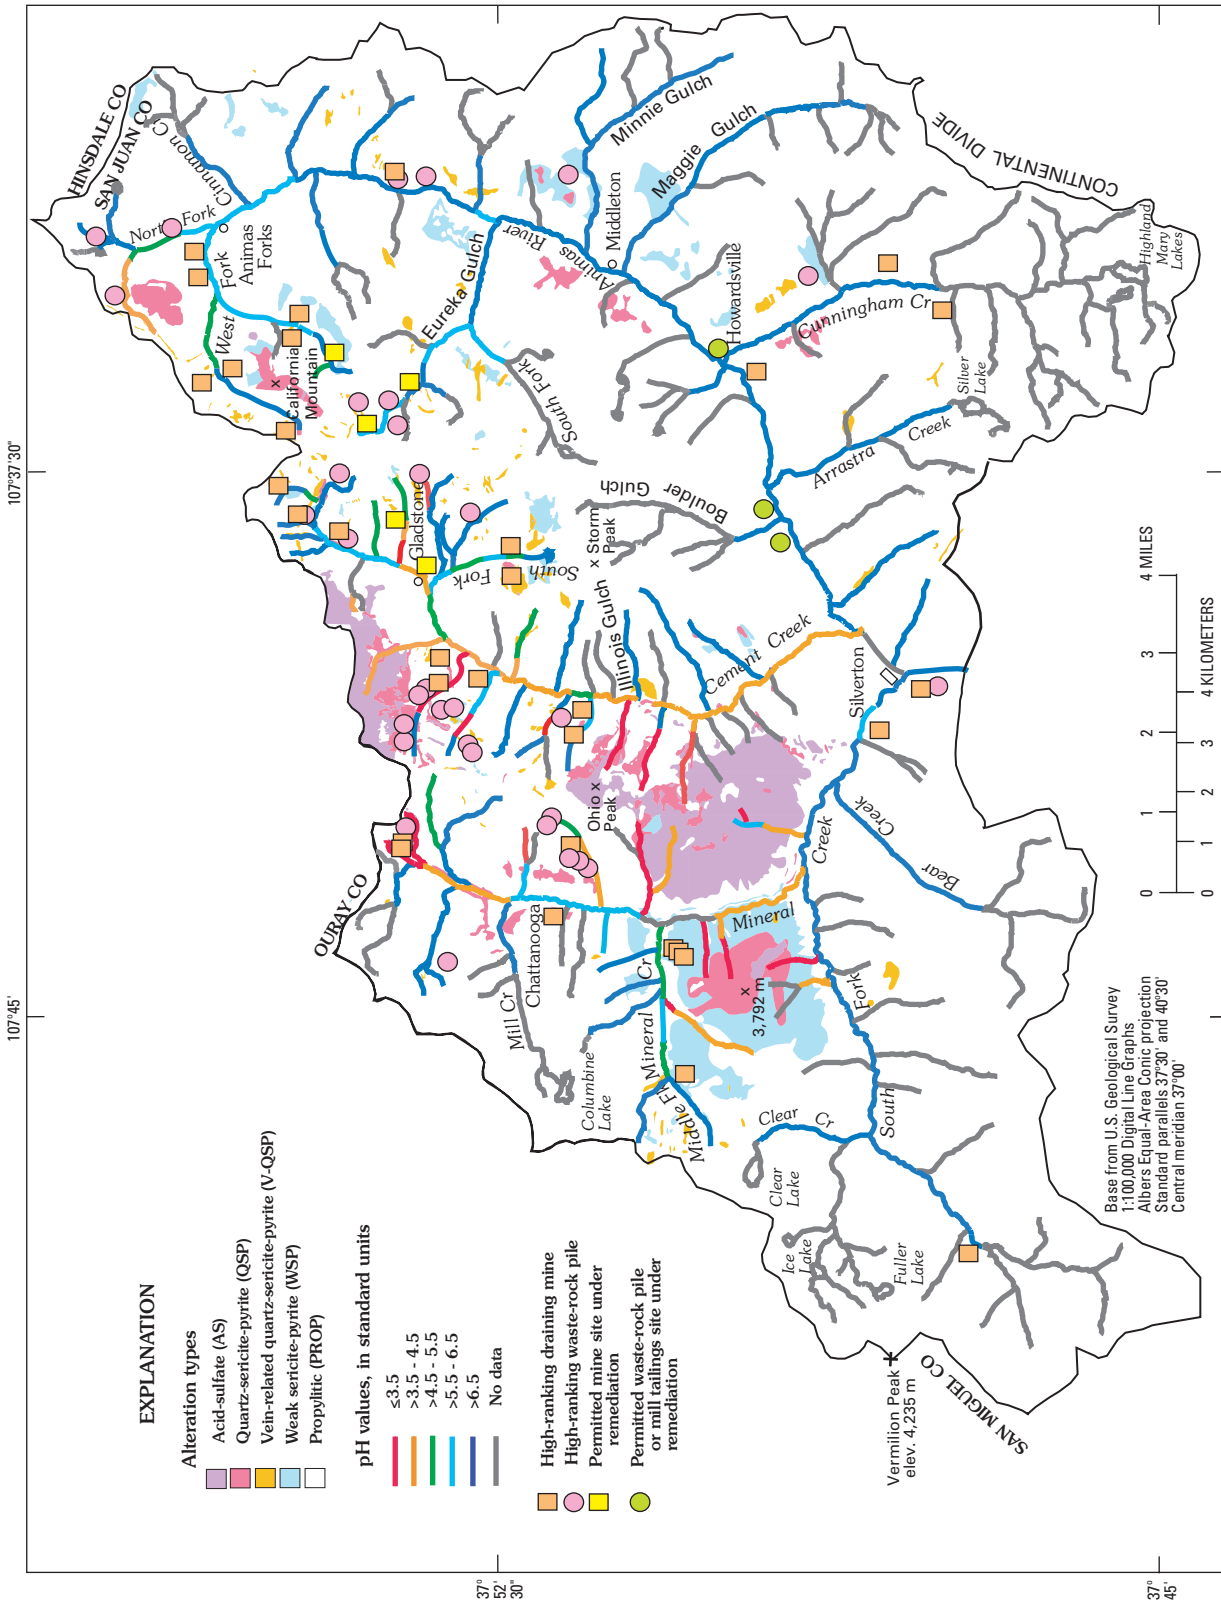 EXPLANATION
Alteration types
Acid-sulfate (AS)
Quartz-sericite-pyrite (QSP)
Vein-related quartz-sericite-pyrite (V-QSP)
Weak sericite-pyrite (WSP)
Propylitic (PROP)
pH values, in standard units
≤3.5
>3.5 - 4.5
>4.5 - 5.5
>5.5 - 6.5
>6.5
No data
High-ranking draining mine
High-ranking waste-rock pile
Permitted mine site under
remediation
Permitted waste-rock pile
or mill tailings site under
remediation
107°45'
107°37'30"
37°
52'
30"
37°
45'
HINSDALE CO
SAN JUAN CO
OURAY CO
SAN MIGUEL CO
CONTINENTAL DIVIDE
Cinnamon Cr
North Fork
Animas
Forks
West Fork
California
Mountain
Eureka Gulch
South Fork
Animas River
Middleton
Minnie Gulch
Maggie Gulch
Howardsville
Cunningham Cr
Highland
Mary
Lakes
Silver
Lake
Arrastra Creek
Boulder Gulch
Storm
Peak
x
Gladstone
South Fork
Illinois Gulch
Cement Creek
Silverton
Ohio x
Peak
Mill Cr
Chattanooga
Columbine
Lake
Mineral Cr
Middle Fk
Mineral Creek
x
3,792 m
South Fork
Bear Creek
Clear Cr
Clear
Lake
Ice
Lake
Fuller
Lake
Vermilion Peak
elev. 4,235 m
Base from U.S. Geological Survey
1:100,000 Digital Line Graphs
Albers Equal-Area Conic projection
Standard parallels 37°30' and 40°30'
Central meridian 37°00'
0 1 2 3 4 MILES
0 1 2 3 4 KILOMETERS